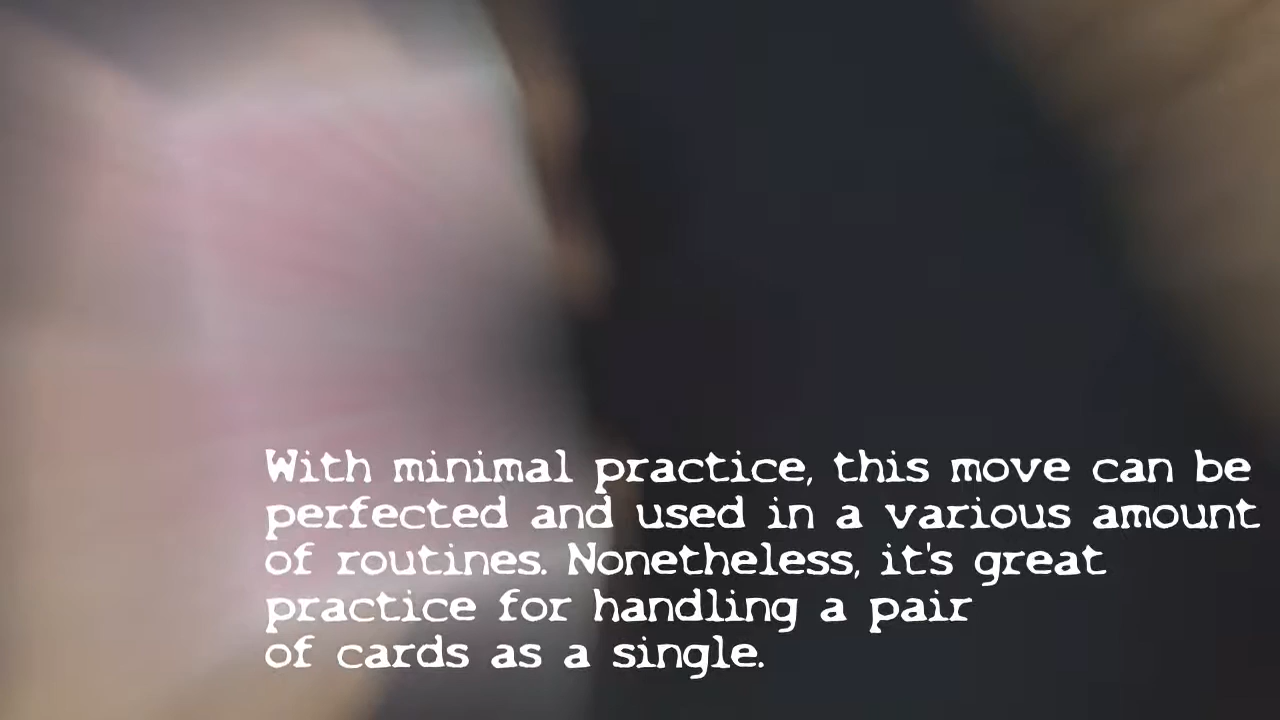 With minimal practice, this move can be
perfected and used in a various amount
of routines. Nonetheless, it's great
practice for handling a pair
of cards as a single.